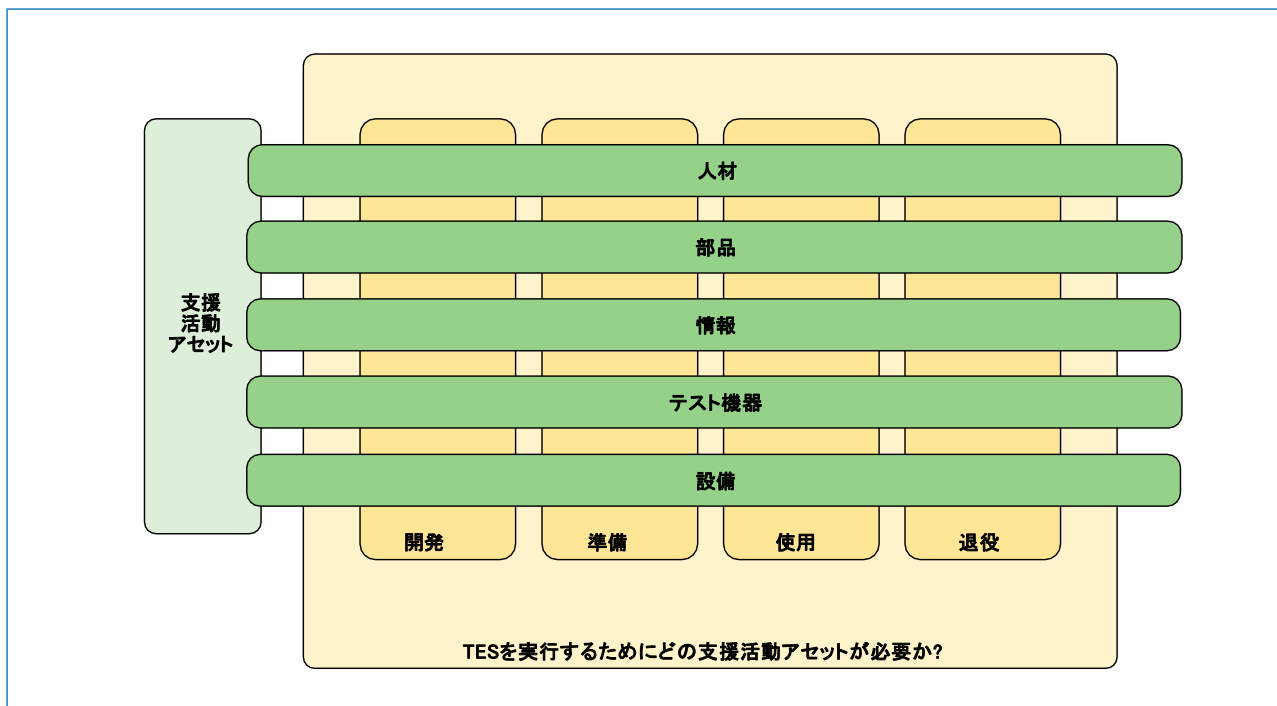 人材
部品
支援
活動
アセット
情報
テスト機器
設備
開発
準備
使用
退役
TESを実行するためにどの支援活動アセットが必要か?